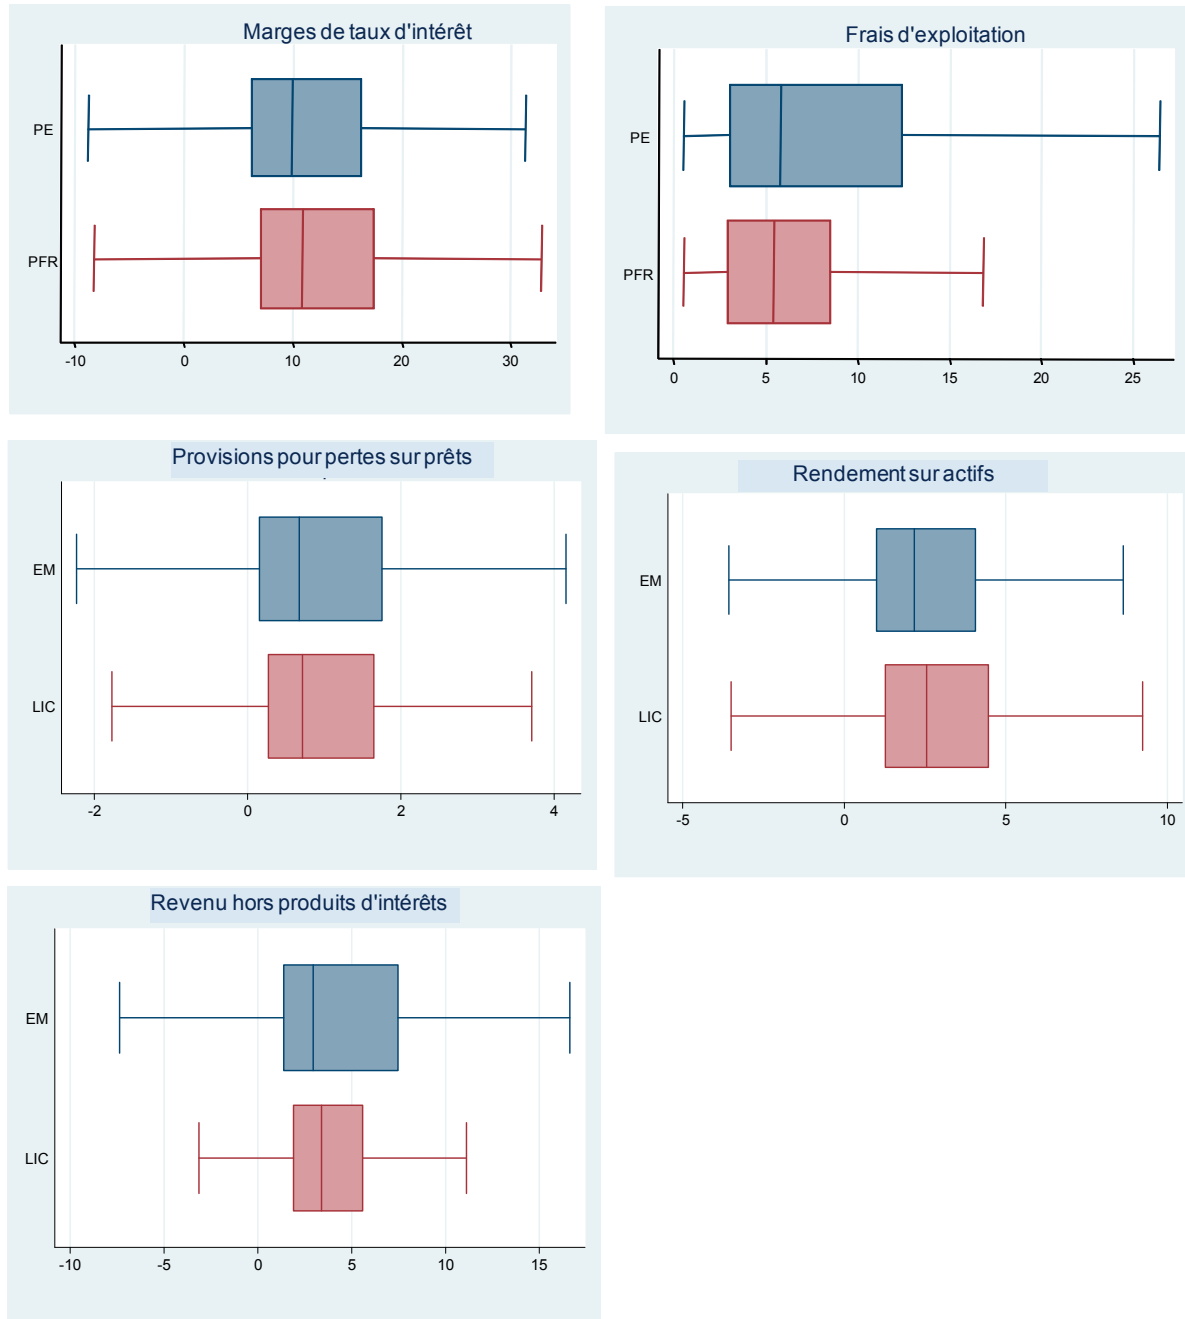 Marges de taux d'intérêt
PE
PFR
-10 0 10 20 30
Frais d'exploitation
PE
PFR
0 5 10 15 20 25
Provisions pour pertes sur prêts
EM
LIC
-2 0 2 4
Rendement sur actifs
EM
LIC
-5 0 5 10
Revenu hors produits d'intérêts
EM
LIC
-10 -5 0 5 10 15